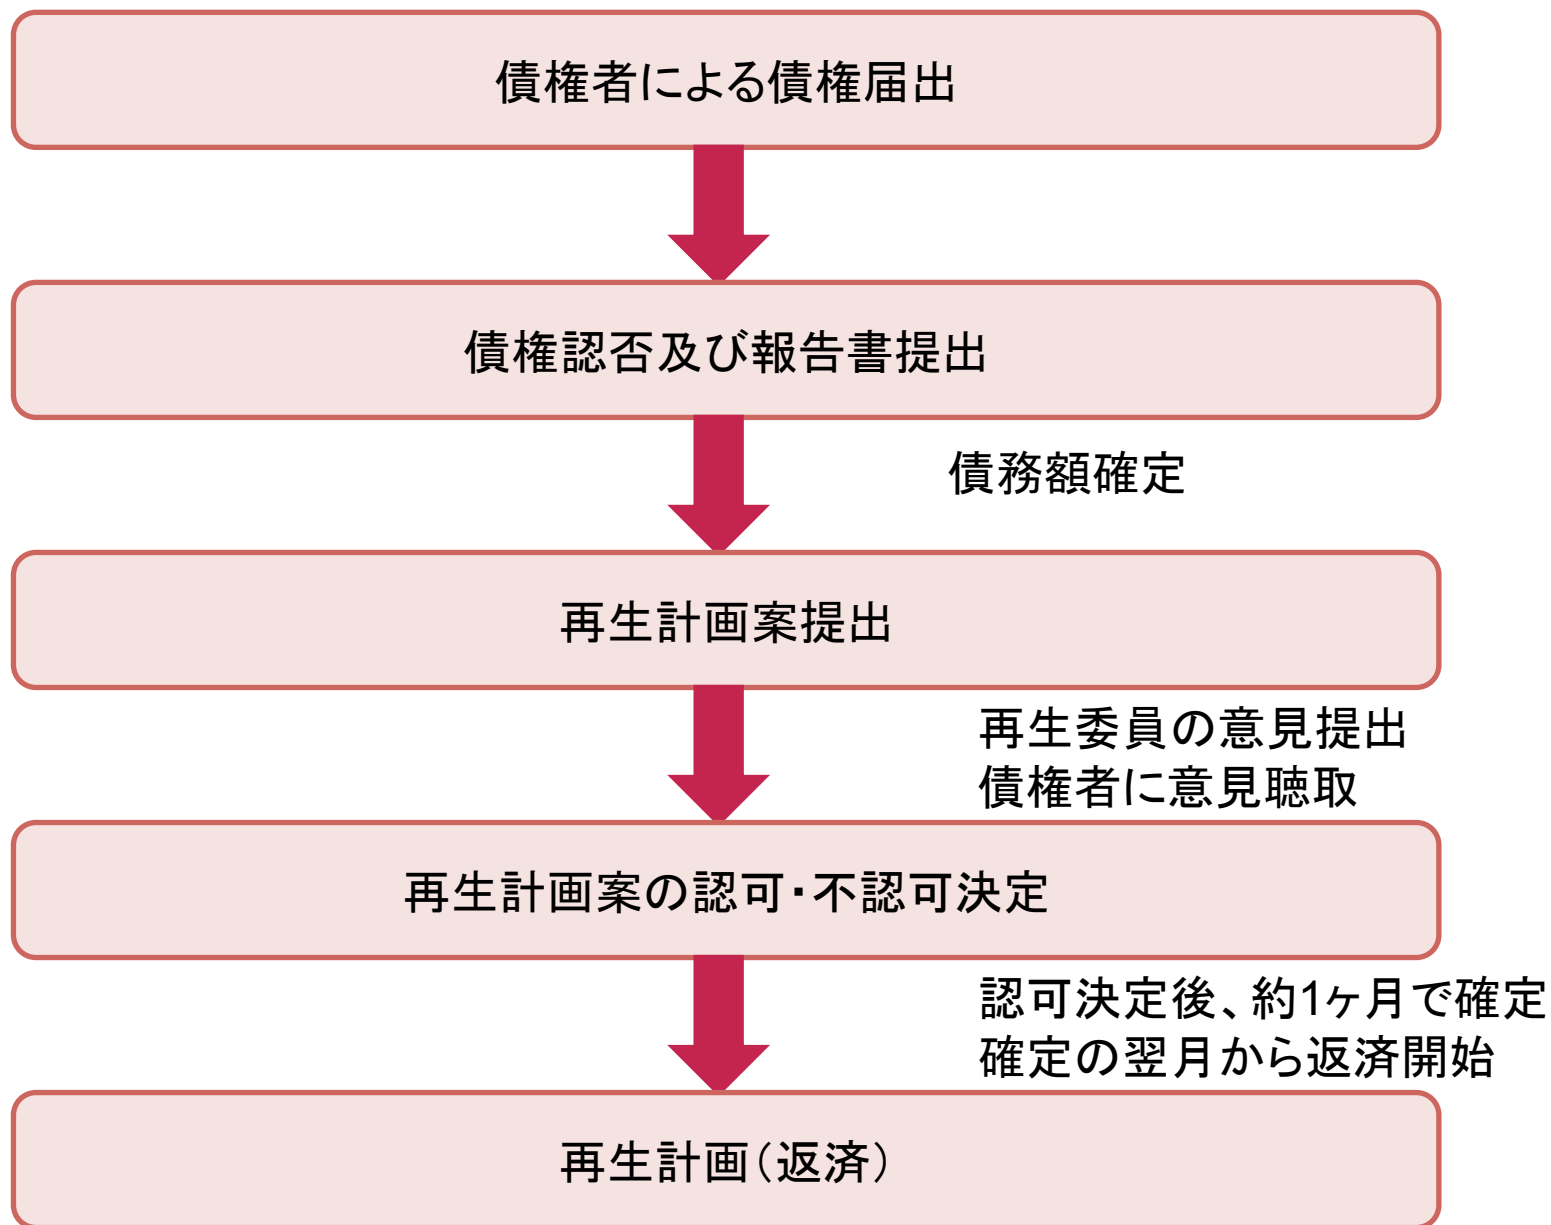 債権者による債権届出
債権認否及び報告書提出
債務額確定
再生計画案提出
再生委員の意見提出
債権者に意見聴取
再生計画案の認可・不認可決定
認可決定後、約1ヶ月で確定
確定の翌月から返済開始
再生計画（返済）